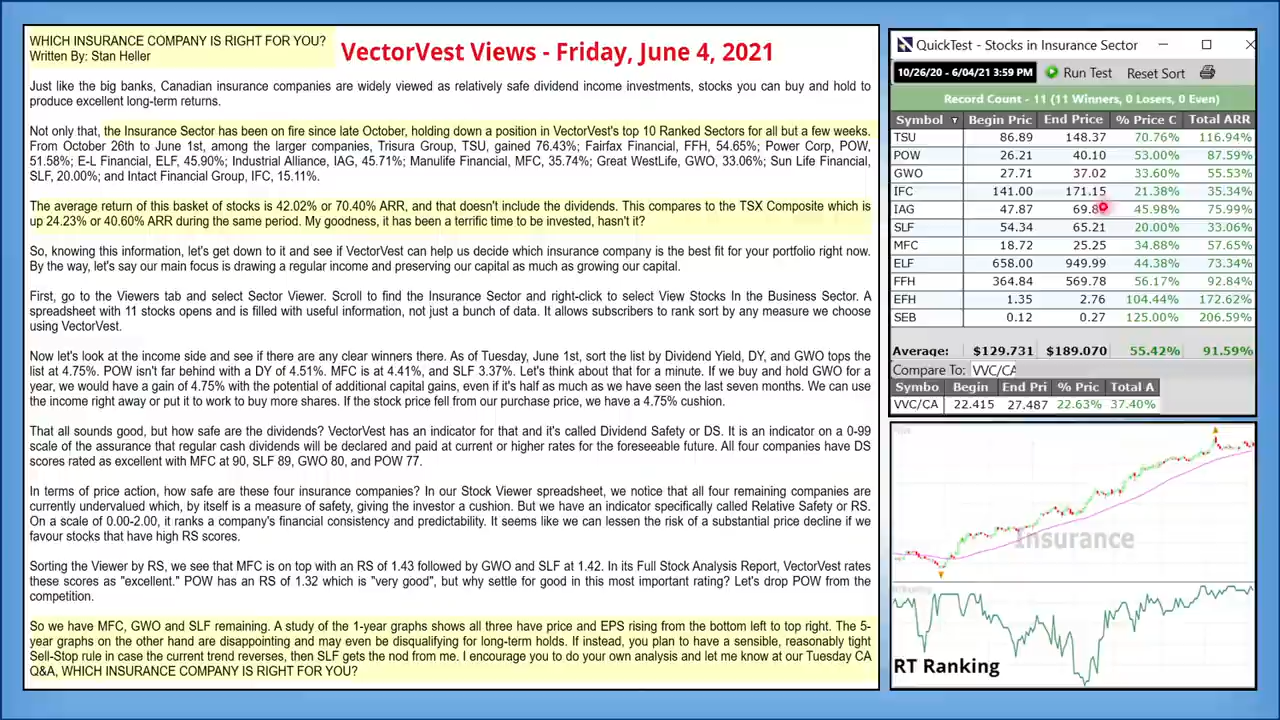 WHICH INSURANCE COMPANY IS RIGHT FOR YOU?
Written By: Stan Heller
VectorVest Views - Friday, June 4, 2021
Just like the big banks, Canadian insurance companies are widely viewed as relatively safe dividend income investments, stocks you can buy and hold to
produce excellent long-term returns.
Not only that, the Insurance Sector has been on fire since late October, holding down a position in VectorVest's top 10 Ranked Sectors for all but a few weeks.
From October 26th to June 1st, among the larger companies, Trisura Group, TSU, gained 76.43%; Fairfax Financial, FFH, 54.65%; Power Corp, POW,
51.58%; E-L Financial, ELF, 45.90%; Industrial Alliance, IAG, 45.71%; Manulife Financial, MFC, 35.74%; Great WestLife, GWO, 33.06%; Sun Life Financial,
SLF, 20.00%; and Intact Financial Group, IFC, 15.11%.
The average return of this basket of stocks is 42.02% or 70.40% ARR, and that doesn't include the dividends. This compares to the TSX Composite which is
up 24.23% or 40.60% ARR during the same period. My goodness, it has been a terrific time to be invested, hasn't it?
So, knowing this information, let's get down to it and see if VectorVest can help us decide which insurance company is the best fit for your portfolio right now.
By the way, let's say our main focus is drawing a regular income and preserving our capital as much as growing our capital.
First, go to the Viewers tab and select Sector Viewer. Scroll to find the Insurance Sector and right-click to select View Stocks In the Business Sector. A
spreadsheet with 11 stocks opens and is filled with useful information, not just a bunch of data. It allows subscribers to rank sort by any measure we choose
using VectorVest.
Now let's look at the income side and see if there are any clear winners there. As of Tuesday, June 1st, sort the list by Dividend Yield, DY, and GWO tops the
list at 4.75%. POW isn't far behind with a DY of 4.51%. MFC is at 4.41%, and SLF 3.37%. Let's think about that for a minute. If we buy and hold GWO for a
year, we would have a gain of 4.75% with the potential of additional capital gains, even if it's half as much as we have seen the last seven months. We can use
the income right away or put it to work to buy more shares. If the stock price fell from our purchase price, we have a 4.75% cushion.
That all sounds good, but how safe are the dividends? VectorVest has an indicator for that and it's called Dividend Safety or DS. It is an indicator on a 0-99
scale of the assurance that regular cash dividends will be declared and paid at current or higher rates for the foreseeable future. All four companies have DS
scores rated as excellent with MFC at 90, SLF 89, GWO 80, and POW 77.
In terms of price action, how safe are these four insurance companies? In our Stock Viewer spreadsheet, we notice that all four remaining companies are
currently undervalued which, by itself is a measure of safety, giving the investor a cushion. But we have an indicator specifically called Relative Safety or RS.
On a scale of 0.00-2.00, it ranks a company's financial consistency and predictability. It seems like we can lessen the risk of a substantial price decline if we
favour stocks that have high RS scores.
Sorting the Viewer by RS, we see that MFC is on top with an RS of 1.43 followed by GWO and SLF at 1.42. In its Full Stock Analysis Report, VectorVest rates
these scores as "excellent." POW has an RS of 1.32 which is "very good", but why settle for good in this most important rating? Let's drop POW from the
competition.
So we have MFC, GWO and SLF remaining. A study of the 1-year graphs shows all three have price and EPS rising from the bottom left to top right. The 5-
year graphs on the other hand are disappointing and may even be disqualifying for long-term holds. If instead, you plan to have a sensible, reasonably tight
Sell-Stop rule in case the current trend reverses, then SLF gets the nod from me. I encourage you to do your own analysis and let me know at our Tuesday CA
Q&A, WHICH INSURANCE COMPANY IS RIGHT FOR YOU?
QuickTest - Stocks in Insurance Sector
10/26/20 - 6/04/21 3:59 PM Run Test Reset Sort
Record Count - 11 (11 Winners, 0 Losers, 0 Even)
Symbol Begin Pric End Price % Price C Total ARR
TSU 86.89 148.37 70.76% 116.94%
POW 26.21 40.10 53.00% 87.59%
GWO 27.71 37.02 33.60% 55.53%
IFC 141.00 171.15 21.38% 35.34%
IAG 47.87 69.8 45.98% 75.99%
SLF 54.34 65.21 20.00% 33.06%
MFC 18.72 25.25 34.88% 57.65%
ELF 658.00 949.99 44.38% 73.34%
FFH 364.84 569.78 56.17% 92.84%
EFH 1.35 2.76 104.44% 172.62%
SEB 0.12 0.27 125.00% 206.59%
Average: $129.731 $189.070 55.42% 91.59%
Compare To: VVC/CA
Symbo Begin End Pri % Pric Total A
VVC/CA 22.415 27.487 22.63% 37.40%
Insurance
RT Ranking